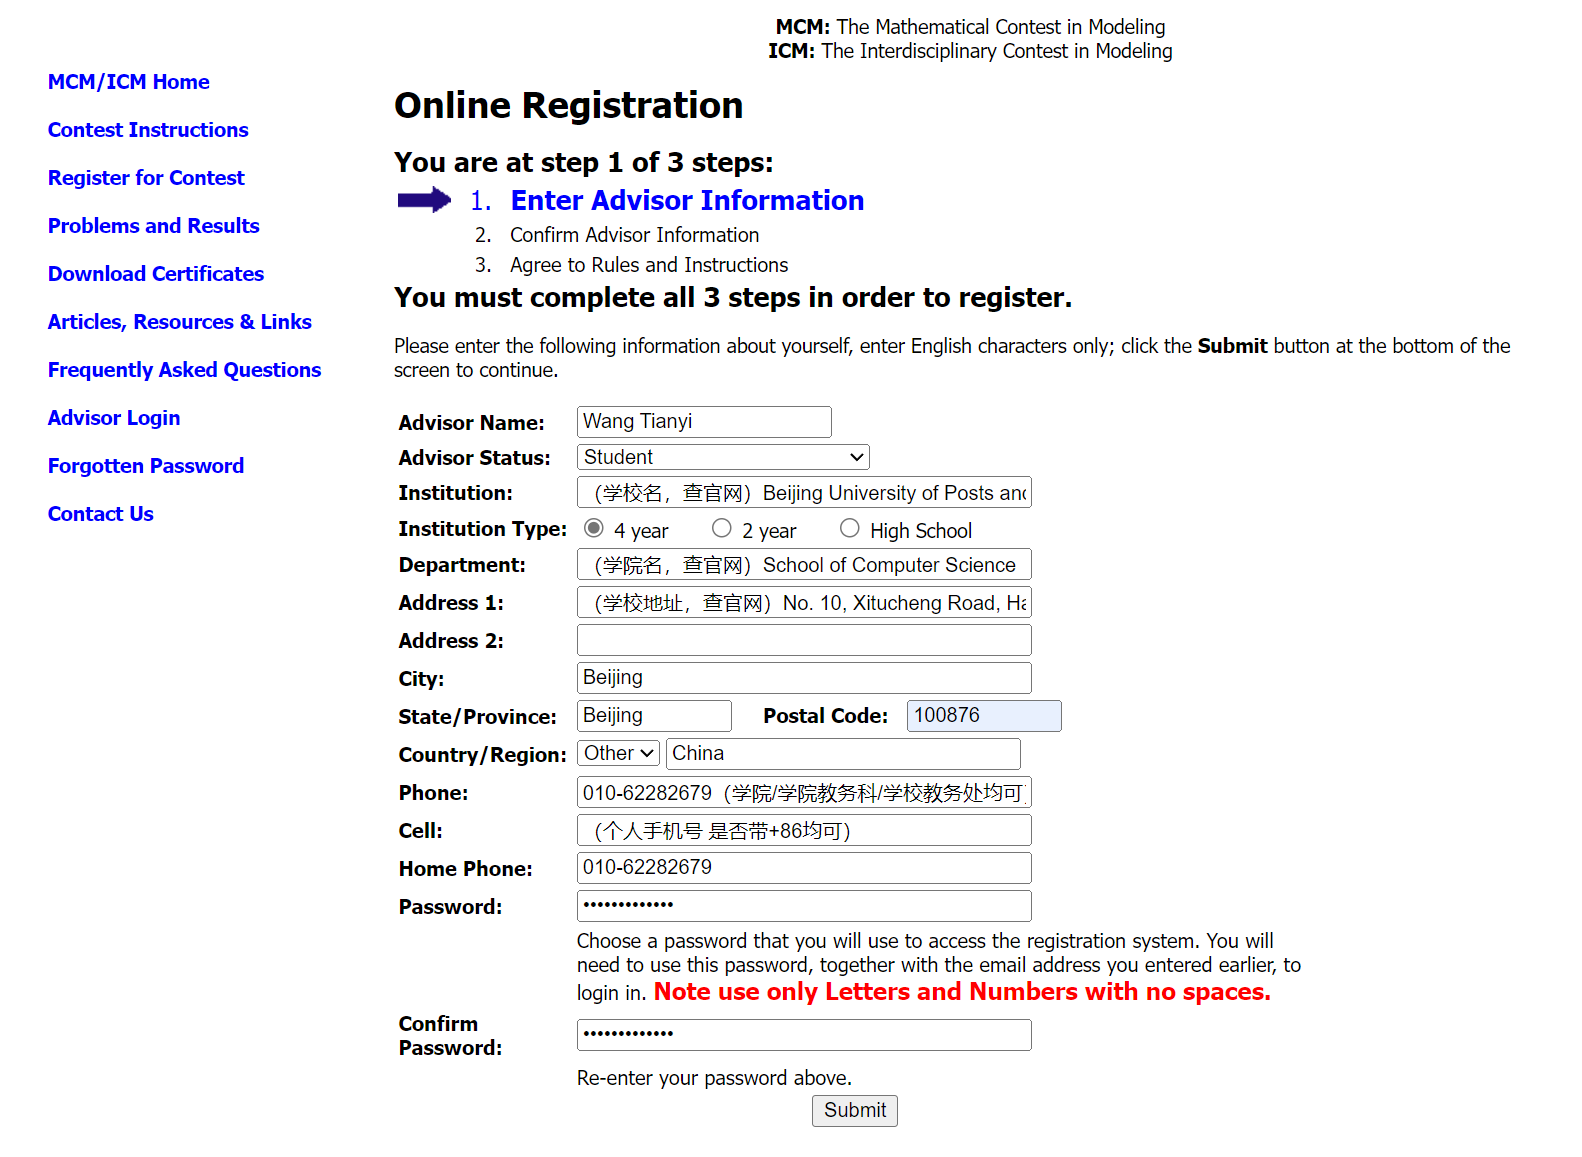 MCM: The Mathematical Contest in Modeling
ICM: The Interdisciplinary Contest in Modeling
MCM/ICM Home
Contest Instructions
Register for Contest
Problems and Results
Download Certificates
Articles, Resources & Links
Frequently Asked Questions
Advisor Login
Forgotten Password
Contact Us
Online Registration
You are at step 1 of 3 steps:
1. Enter Advisor Information
2. Confirm Advisor Information
3. Agree to Rules and Instructions
You must complete all 3 steps in order to register.
Please enter the following information about yourself, enter English characters only; click the Submit button at the bottom of the
screen to continue.
Advisor Name: Wang Tianyi
Advisor Status: Student
Institution: （学校名，查官网）Beijing University of Posts and
Institution Type: 4 year 2 year High School
Department: （学院名，查官网）School of Computer Science
Address 1: （学校地址，查官网）No. 10, Xitucheng Road, Ha
Address 2:
City: Beijing
State/Province: Beijing Postal Code: 100876
Country/Region: Other China
Phone: 010-62282679（学院/学院教务科/学校教务处均可）
Cell: （个人手机号 是否带+86均可）
Home Phone: 010-62282679
Password: •••••••••••••
Choose a password that you will use to access the registration system. You will
need to use this password, together with the email address you entered earlier, to
login in. Note use only Letters and Numbers with no spaces.
Confirm
Password: •••••••••••••
Re-enter your password above.
Submit